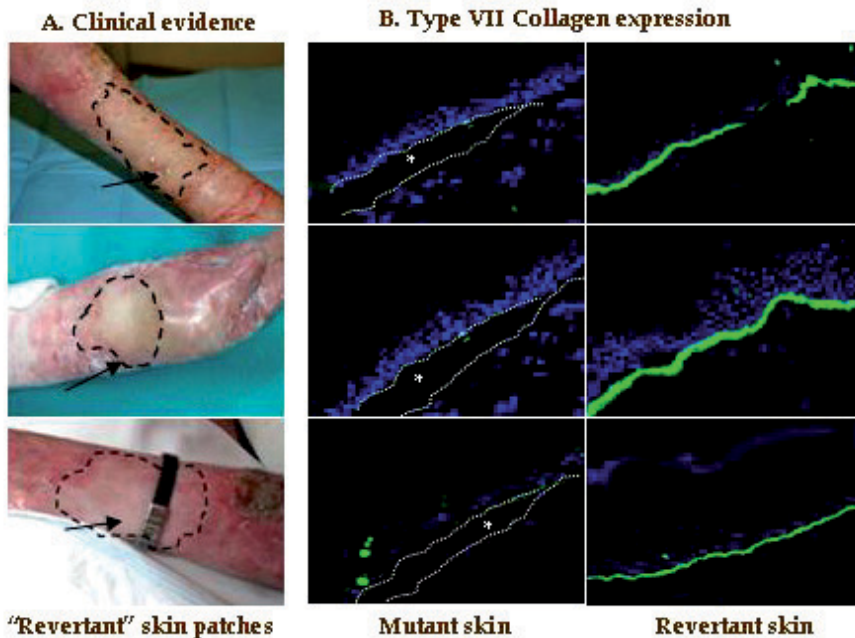 A. Clinical evidence
B. Type VII Collagen expression
*
*
*
"Revertant" skin patches
Mutant skin
Revertant skin